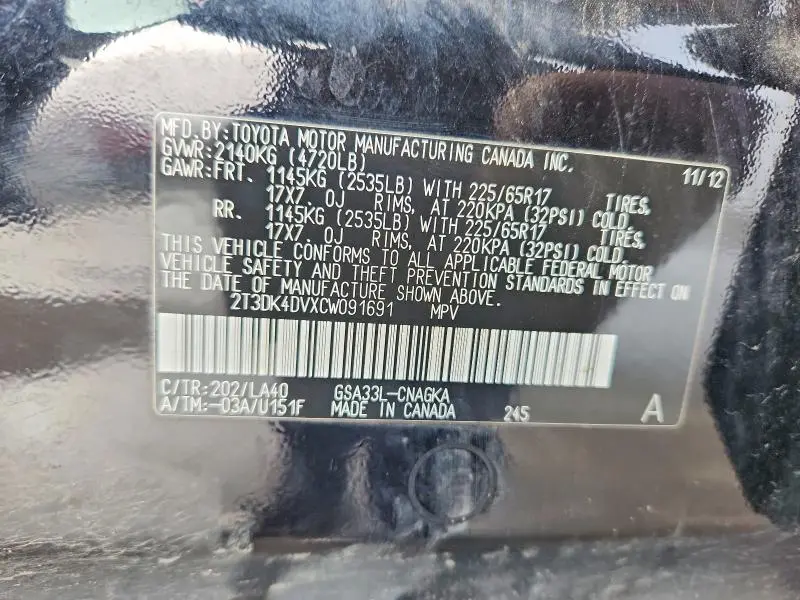 MFD.BY:TOYOTA MOTOR MANUFACTURING CANADA INC.
GVWR:2140KG (4720LB) 11/12
GAWR:FRT. 1145KG (2535LB) WITH 225/65R17 TIRES,
17X7. 0J RIMS, AT 220KPA (32PSI) COLD
RR. 1145KG (2535LB) WITH 225/65R17 TIRES,
17X7. 0J RIMS, AT 220KPA (32PSI) COLD.
THIS VEHICLE CONFORMS TO ALL APPLICABLE FEDERAL MOTOR
VEHICLE SAFETY AND THEFT PREVENTION STANDARDS IN EFFECT ON
THE DATE OF MANUFACTURE SHOWN ABOVE.
2T3DK4DVXCW091691 MPV
C/TR:202/LA40 GSA33L-CNAGKA
A/TM:-03A/U151F MADE IN CANADA 245 A